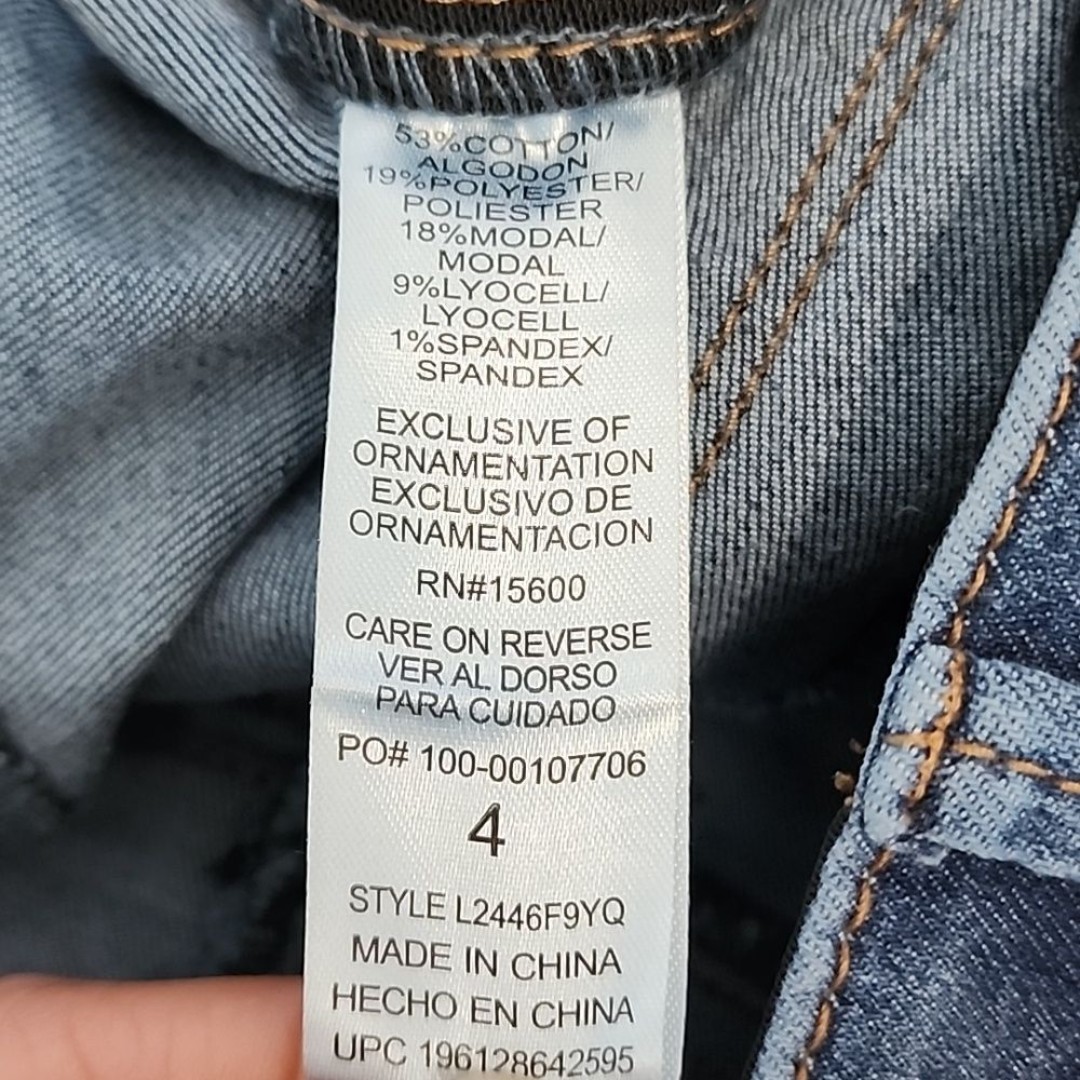 53%COTTON/
ALGODON
19%POLYESTER/
POLIESTER
18%MODAL/
MODAL
9%LYOCELL/
LYOCELL
1%SPANDEX/
SPANDEX
EXCLUSIVE OF
ORNAMENTATION
EXCLUSIVO DE
ORNAMENTACION
RN#15600
CARE ON REVERSE
VER AL DORSO
PARA CUIDADO
PO# 100-00107706
4
STYLE L2446F9YQ
MADE IN CHINA
HECHO EN CHINA
UPC 196128642595